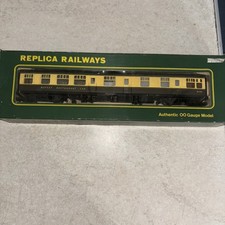 REPLICA RAILWAYS
Authentic OO Gauge Model